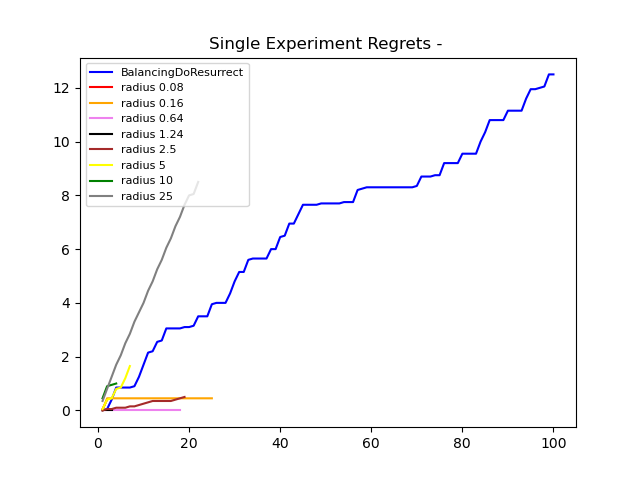 Single Experiment Regrets -
BalancingDoResurrect
radius 0.08
radius 0.16
radius 0.64
radius 1.24
radius 2.5
radius 5
radius 10
radius 25
12
10
8
6
4
2
0
0 20 40 60 80 100